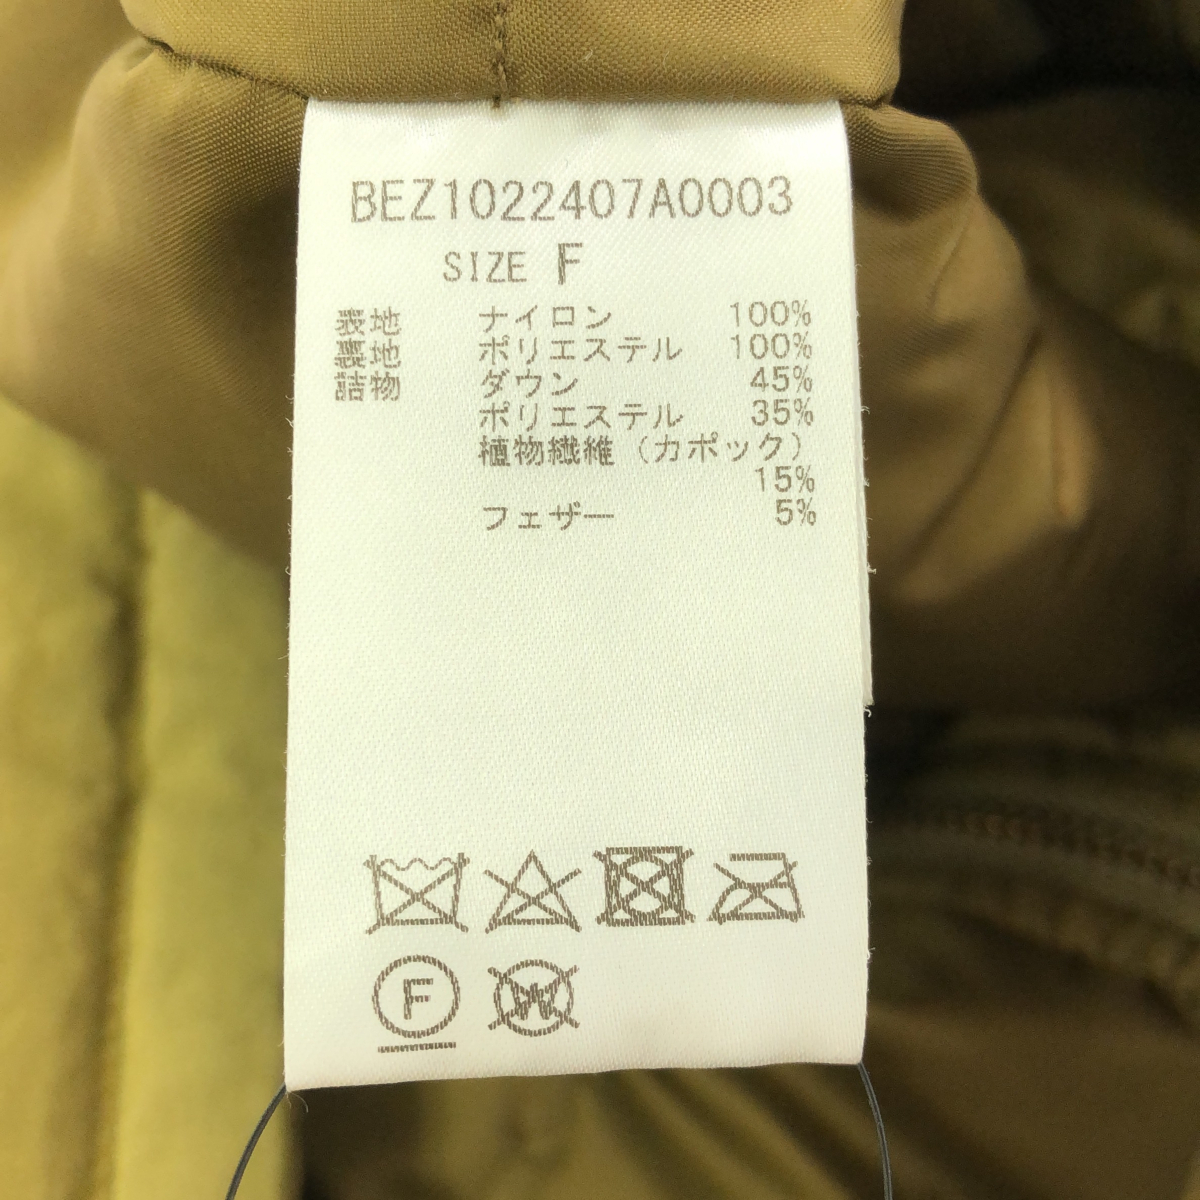 BEZ1022407A0003
SIZE F
表地 ナイロン 100%
裏地 ポリエステル 100%
詰物 ダウン 45%
ポリエステル 35%
植物繊維（カポック）
15%
フェザー 5%
F
W